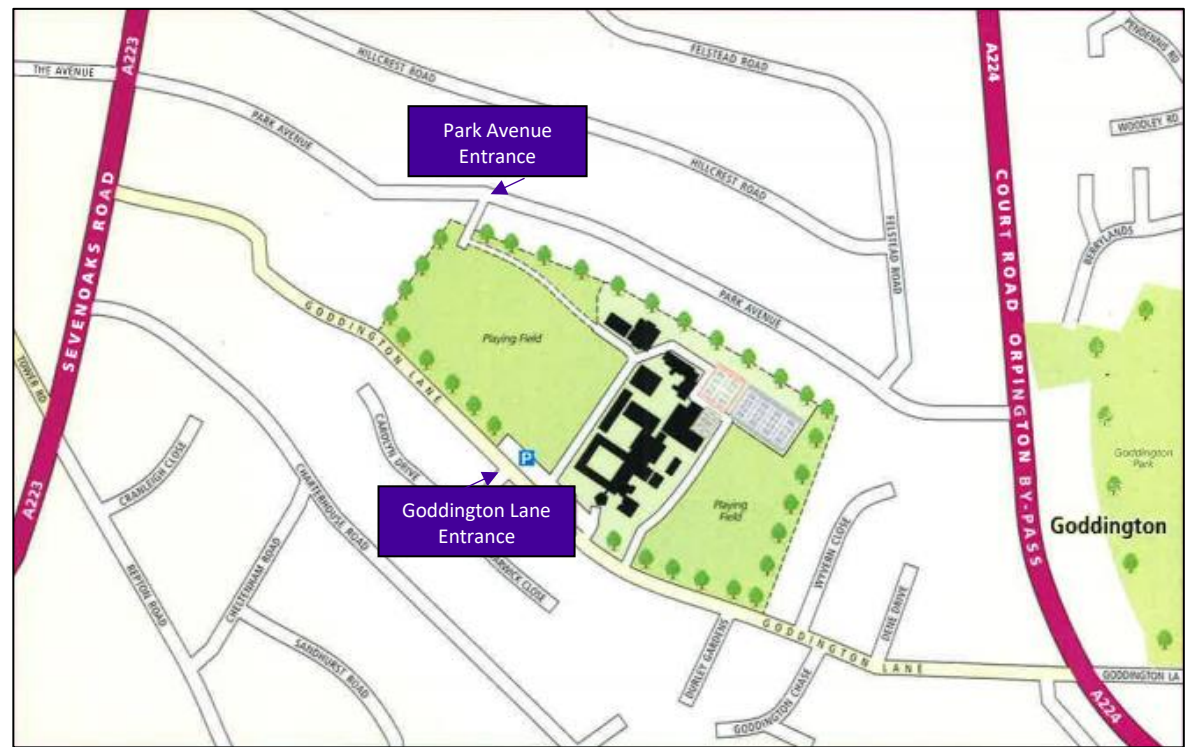 A223
THE AVENUE
PARK AVENUE
HILLCREST ROAD
FELSTEAD ROAD
A224
PENDENNIS RD
WOODLEY RD
Park Avenue
Entrance
HILLCREST ROAD
FELSTEAD ROAD
COURT ROAD ORPINGTON BY-PASS
BERRYLANDS
SEVENOAKS ROAD
GODDINGTON LANE
Playing Field
PARK AVENUE
TOWER RD
CAROLYN DRIVE
P
CRANLEIGH CLOSE
CHARTERHOUSE ROAD
A223
Goddington
Park
Goddington Lane
Entrance
Playing
Field
Goddington
WYVERN CLOSE
REPTON ROAD
CHELTENHAM ROAD
CLOSE
SANDHURST ROAD
DURLEY GARDENS
GODDINGTON LANE
DENE DRIVE
GODDINGTON CHASE
GODDINGTON LA
A224